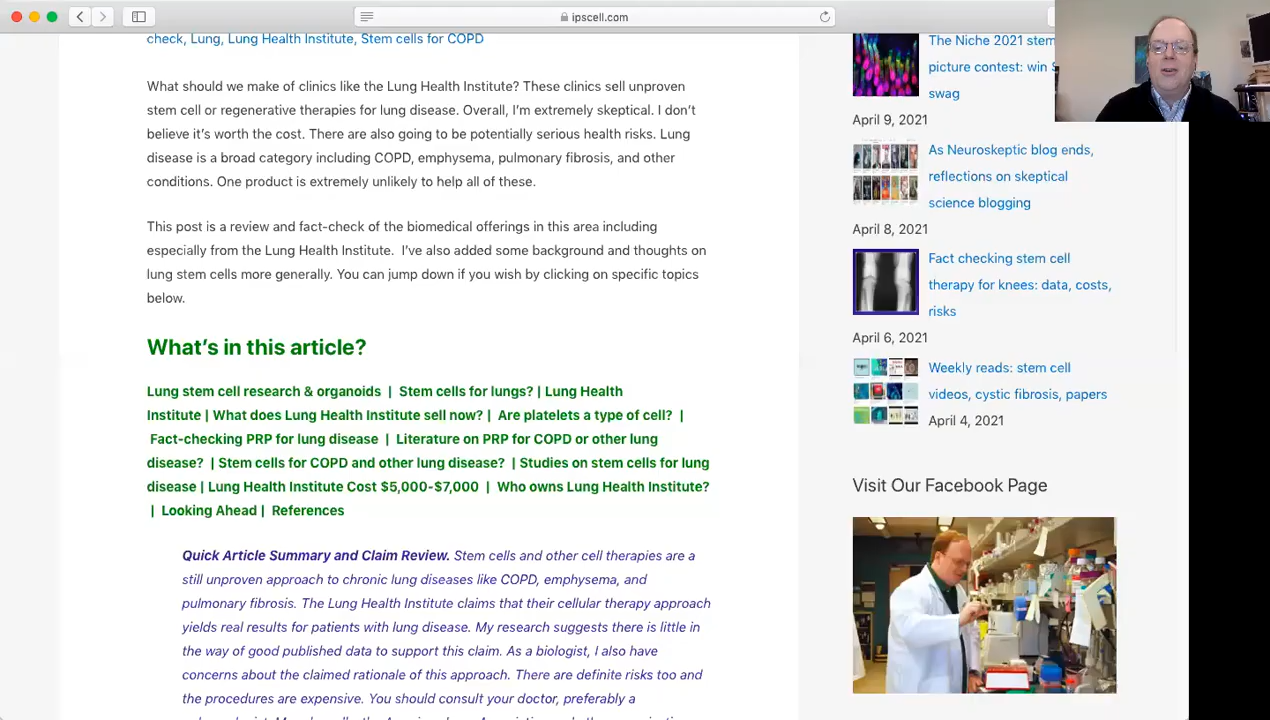 ipscell.com
check, Lung, Lung Health Institute, Stem cells for COPD
What should we make of clinics like the Lung Health Institute? These clinics sell unproven
stem cell or regenerative therapies for lung disease. Overall, I'm extremely skeptical. I don't
believe it's worth the cost. There are also going to be potentially serious health risks. Lung
disease is a broad category including COPD, emphysema, pulmonary fibrosis, and other
conditions. One product is extremely unlikely to help all of these.
This post is a review and fact-check of the biomedical offerings in this area including
especially from the Lung Health Institute.  I've also added some background and thoughts on
lung stem cells more generally. You can jump down if you wish by clicking on specific topics
below.
What's in this article?
Lung stem cell research & organoids | Stem cells for lungs? | Lung Health
Institute | What does Lung Health Institute sell now? | Are platelets a type of cell? |
Fact-checking PRP for lung disease | Literature on PRP for COPD or other lung
disease? | Stem cells for COPD and other lung disease? | Studies on stem cells for lung
disease | Lung Health Institute Cost $5,000-$7,000 | Who owns Lung Health Institute?
| Looking Ahead | References
Quick Article Summary and Claim Review. Stem cells and other cell therapies are a
still unproven approach to chronic lung diseases like COPD, emphysema, and
pulmonary fibrosis. The Lung Health Institute claims that their cellular therapy approach
yields real results for patients with lung disease. My research suggests there is little in
the way of good published data to support this claim. As a biologist, I also have
concerns about the claimed rationale of this approach. There are definite risks too and
the procedures are expensive. You should consult your doctor, preferably a
The Niche 2021 stem
picture contest: win
swag
April 9, 2021
As Neuroskeptic blog ends,
reflections on skeptical
science blogging
April 8, 2021
Fact checking stem cell
therapy for knees: data, costs,
risks
April 6, 2021
Weekly reads: stem cell
videos, cystic fibrosis, papers
April 4, 2021
Visit Our Facebook Page